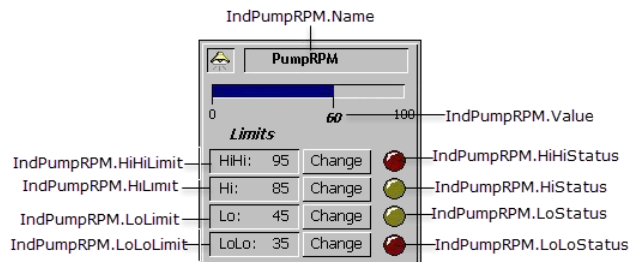 IndPumpRPM.Name
PumpRPM
0 60 100
IndPumpRPM.Value
Limits
IndPumpRPM.HiHiLimit HiHi: 95 Change IndPumpRPM.HiHiStatus
IndPumpRPM.HiLimit Hi: 85 Change IndPumpRPM.HiStatus
IndPumpRPM.LoLimit Lo: 45 Change IndPumpRPM.LoStatus
IndPumpRPM.LoLoLimit LoLo: 35 Change IndPumpRPM.LoLoStatus